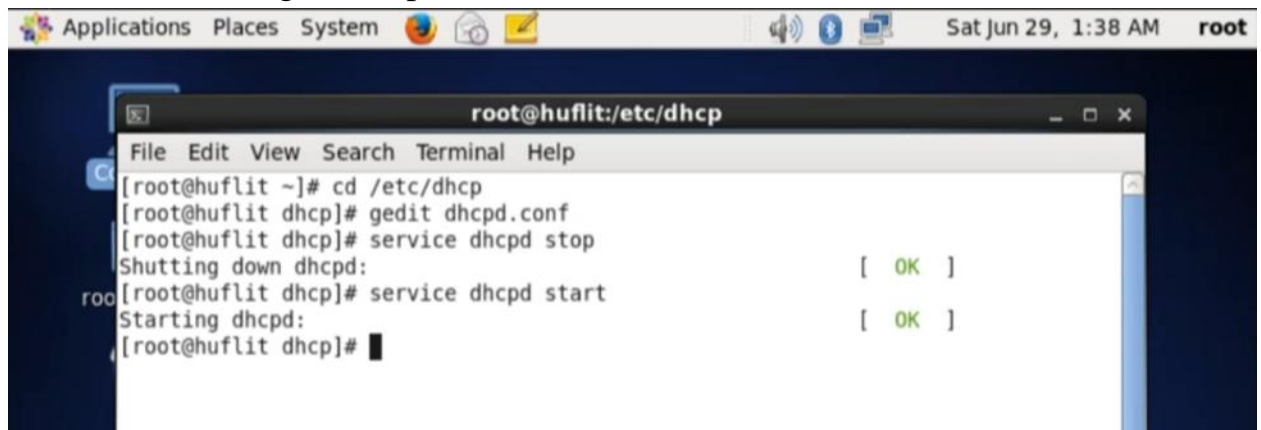 Applications Places System Sat Jun 29, 1:38 AM root
root@huflit:/etc/dhcp
File Edit View Search Terminal Help
[root@huflit ~]# cd /etc/dhcp
[root@huflit dhcp]# gedit dhcpd.conf
[root@huflit dhcp]# service dhcpd stop
Shutting down dhcpd: [ OK ]
[root@huflit dhcp]# service dhcpd start
Starting dhcpd: [ OK ]
[root@huflit dhcp]#
roo